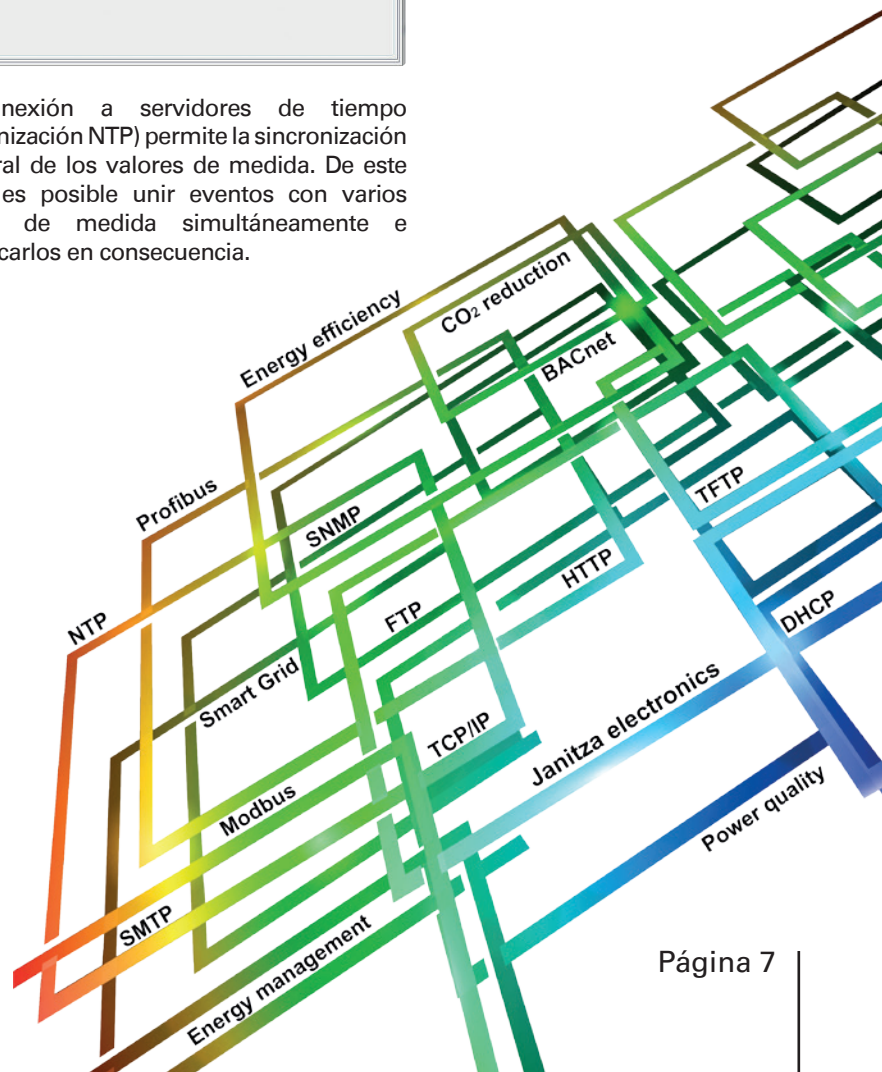 nexión a servidores de tiempo
nización NTP) permite la sincronización
ral de los valores de medida. De este
es posible unir eventos con varios
de medida simultáneamente e
carlos en consecuencia.
Energy efficiency
CO₂ reduction
BACnet
Profibus
SNMP
TFTP
NTP
FTP
HTTP
DHCP
Smart Grid
TCP/IP
Janitza electronics
Modbus
Power quality
SMTP
Energy management
Página 7